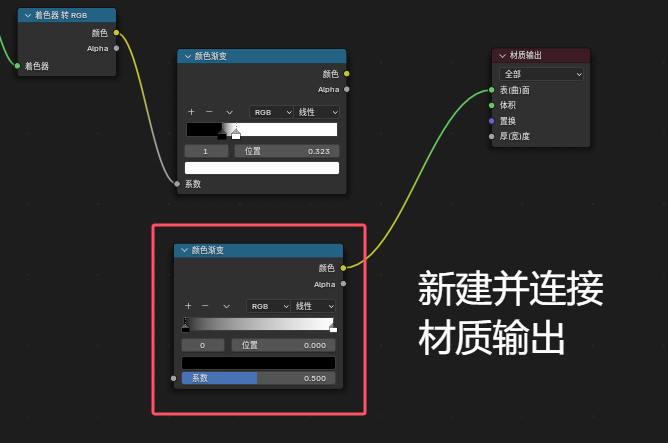 着色器 转 RGB
颜色
Alpha
着色器
颜色渐变
颜色
Alpha
RGB 线性
1 位置 0.323
系数
材质输出
全部
表(曲)面
体积
置换
厚(宽)度
颜色渐变
颜色
Alpha
RGB 线性
0 位置 0.000
系数 0.500
新建并连接
材质输出